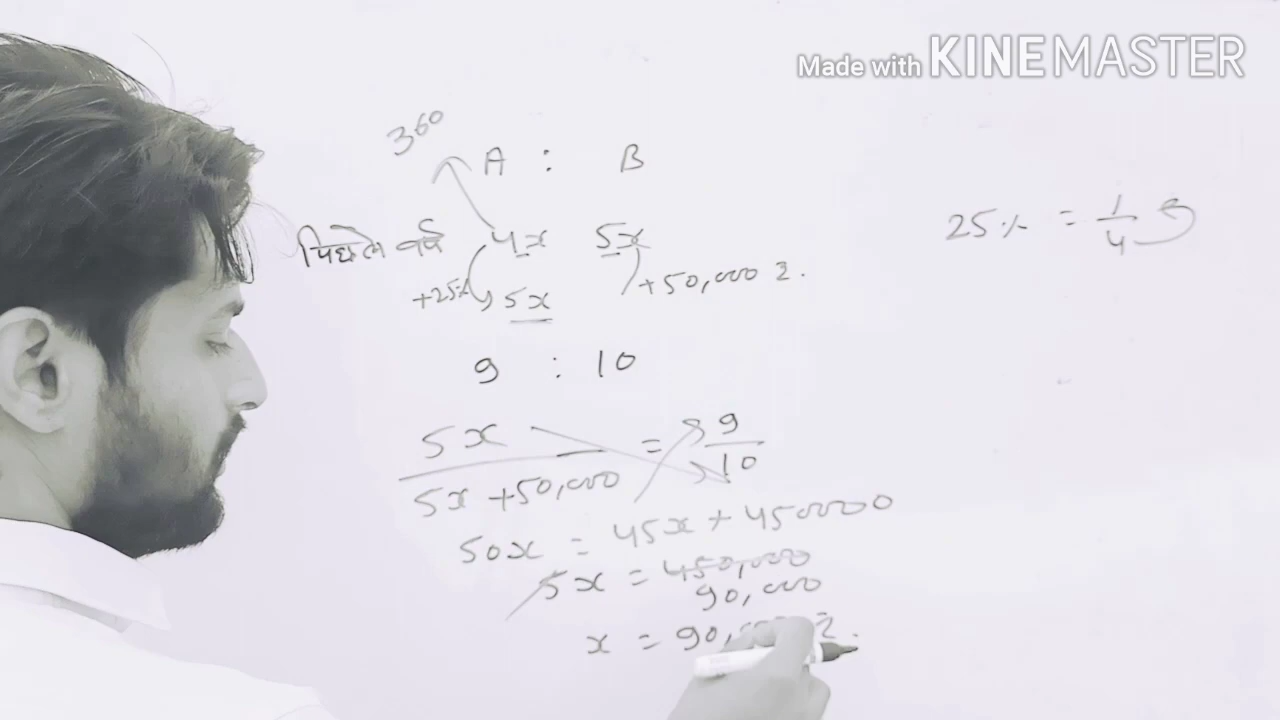 Made with KINEMASTER
360
A : B
पिछले वर्ष 4x 5x
25% = 1/4
+25% 5x +50,000 रु.
9 : 10
5x / 5x + 50,000 = 9 / 10
50x = 45x + 450000
5x = 450,000
90,000
x = 90,